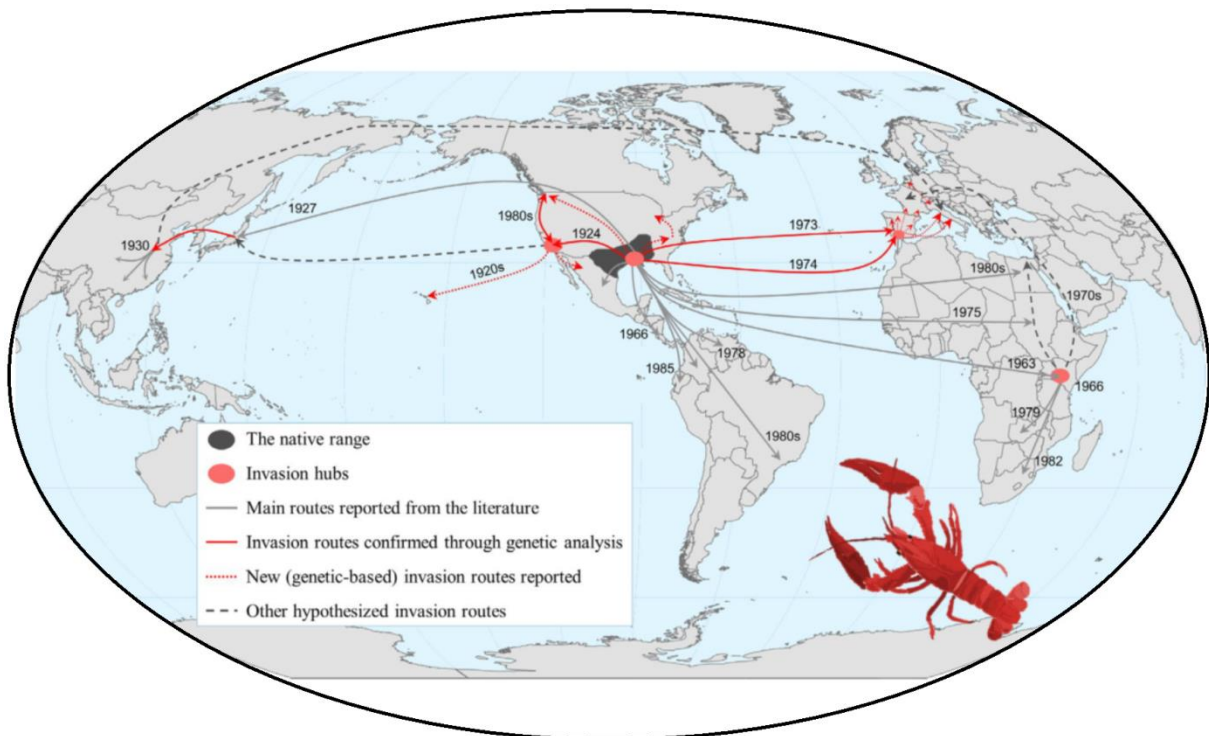 1927
1930
1980s
1924
1920s
1973
1974
1980s
1970s
1975
1966
1978
1985
1963
1966
1979
1980s
1982
The native range
Invasion hubs
Main routes reported from the literature
Invasion routes confirmed through genetic analysis
New (genetic-based) invasion routes reported
Other hypothesized invasion routes